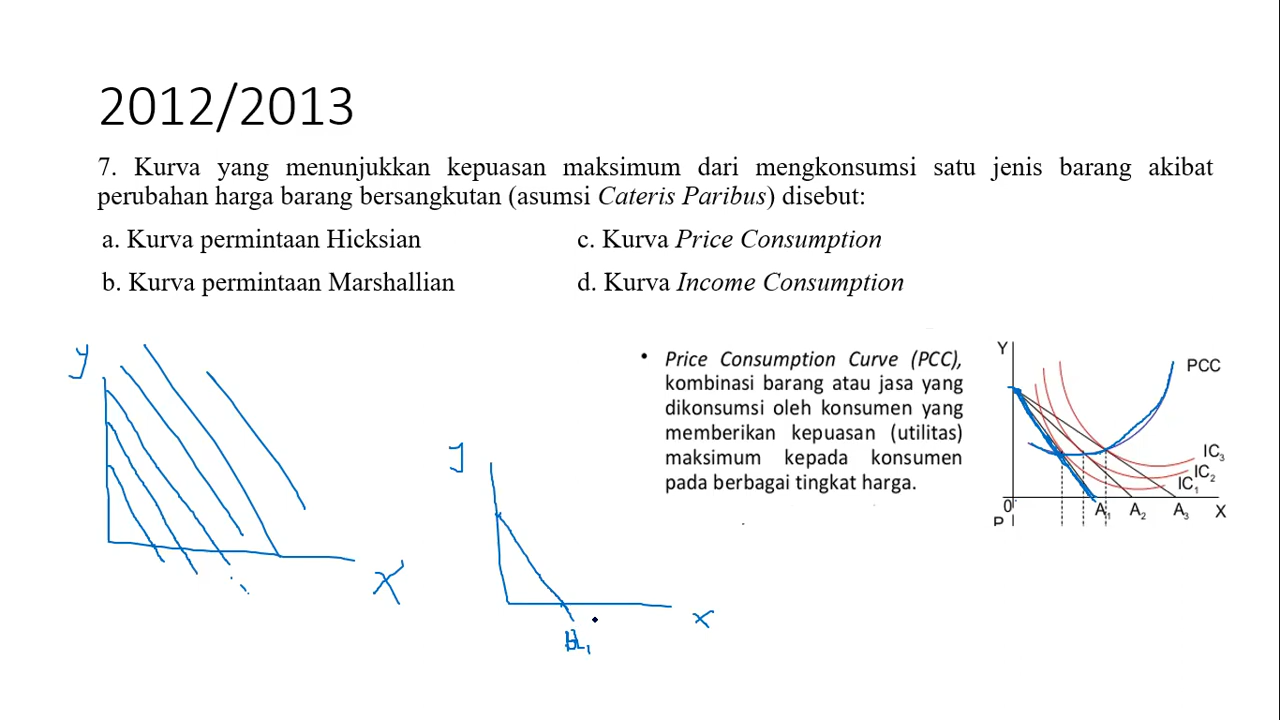 2012/2013
7. Kurva yang menunjukkan kepuasan maksimum dari mengkonsumsi satu jenis barang akibat
perubahan harga barang bersangkutan (asumsi Cateris Paribus) disebut:
a. Kurva permintaan Hicksian
c. Kurva Price Consumption
b. Kurva permintaan Marshallian
d. Kurva Income Consumption
• Price Consumption Curve (PCC),
kombinasi barang atau jasa yang
dikonsumsi oleh konsumen yang
memberikan kepuasan (utilitas)
maksimum kepada konsumen
pada berbagai tingkat harga.
Y
PCC
IC3
IC2
IC1
0
A1
A2
A3
X
P
y
X
x